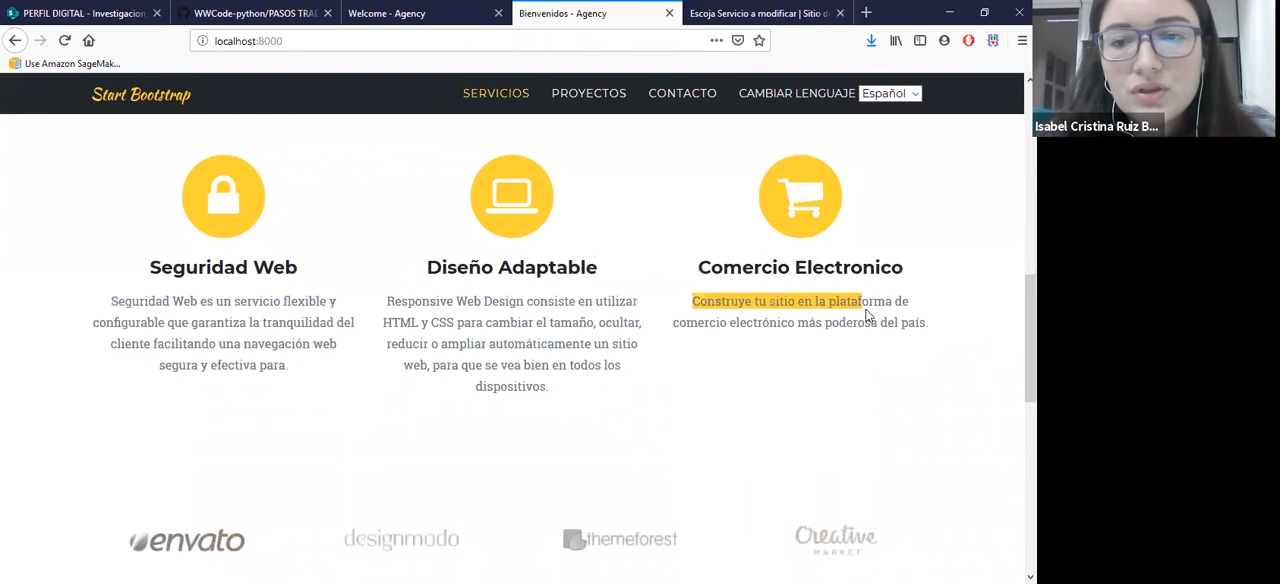 PERFIL DIGITAL - Investigacion
WWCode-python/PASOS TRAD
Welcome - Agency
Bienvenidos - Agency
Escoja Servicio a modificar | Sitio d
localhost:8000
Use Amazon SageMak...
Start Bootstrap
SERVICIOS
PROYECTOS
CONTACTO
CAMBIAR LENGUAJE
Español
Isabel Cristina Ruiz B...
Seguridad Web
Seguridad Web es un servicio flexible y
configurable que garantiza la tranquilidad del
cliente facilitando una navegación web
segura y efectiva para.
Diseño Adaptable
Responsive Web Design consiste en utilizar
HTML y CSS para cambiar el tamaño, ocultar,
reducir o ampliar automáticamente un sitio
web, para que se vea bien en todos los
dispositivos.
Comercio Electronico
Construye tu sitio en la plataforma de
comercio electrónico más poderosa del país.
envato
designmodo
themeforest
Creative
MARKET